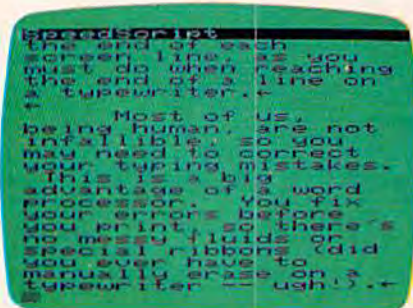 SpeedScript
the end of each
screen line, as you
must do when reaching
the end of a line on
a typewriter.←
←
Most of us,
being human, are not
infallible, so you
may need to correct
your typing mistakes.
This is a big
advantage of a word
processor. You fix
your errors before
you print, so there's
no messy fluids or
special ribbons (did
you ever have to
manually erase on a
typewriter -- ugh!).←